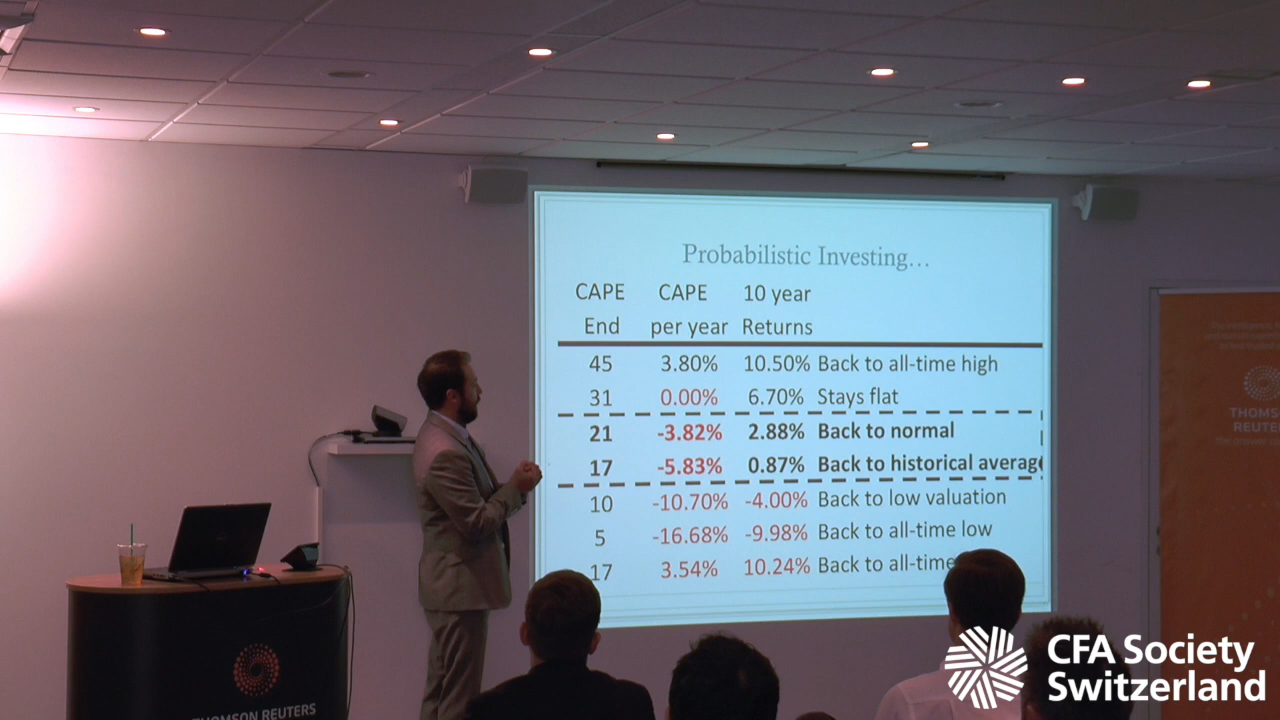 Probabilistic Investing...
CAPE CAPE 10 year
End per year Returns
45 3.80% 10.50% Back to all-time high
31 0.00% 6.70% Stays flat
21 -3.82% 2.88% Back to normal
17 -5.83% 0.87% Back to historical average
10 -10.70% -4.00% Back to low valuation
5 -16.68% -9.98% Back to all-time low
17 3.54% 10.24% Back to all-time
THOMSON REUTERS
CFA Society
Switzerland